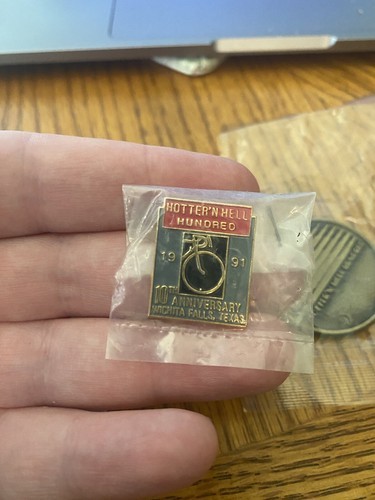 HOTTER'N HELL
HUNDRED
19 91
10TH
ANNIVERSARY
WICHITA FALLS, TEXAS